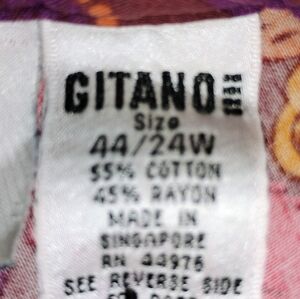 GITANO
Size
44/24W
55% COTTON
45% RAYON
MADE IN
SINGAPORE
RN 44976
SEE REVERSE SIDE